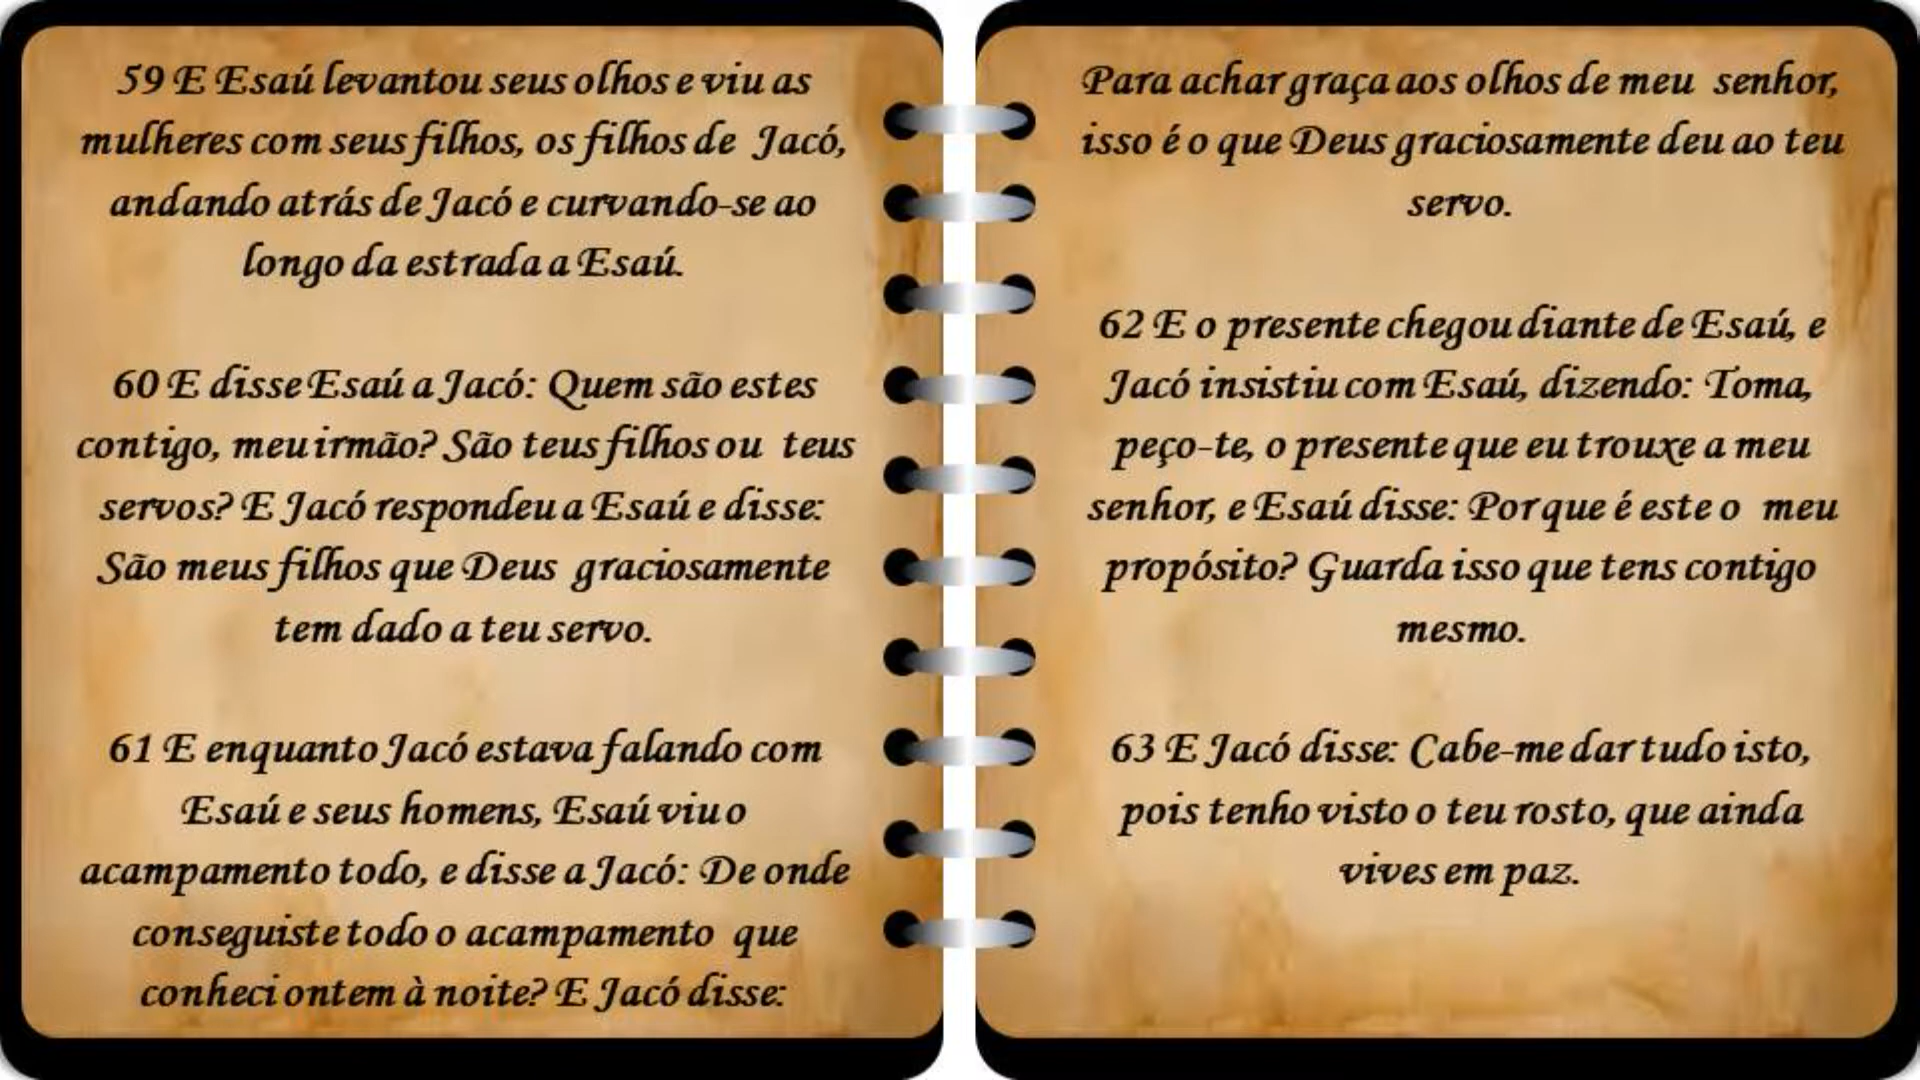 59 E Esaú levantou seus olhos e viu as
mulheres com seus filhos, os filhos de Jacó,
andando atrás de Jacó e curvando-se ao
longo da estrada a Esaú.
60 E disse Esaú a Jacó: Quem são estes
contigo, meu irmão? São teus filhos ou teus
servos? E Jacó respondeu a Esaú e disse:
São meus filhos que Deus graciosamente
tem dado a teu servo.
61 E enquanto Jacó estava falando com
Esaú e seus homens, Esaú viu o
acampamento todo, e disse a Jacó: De onde
conseguiste todo o acampamento que
conheci ontem à noite? E Jacó disse:
Para achar graça aos olhos de meu senhor,
isso é o que Deus graciosamente deu ao teu
servo.
62 E o presente chegou diante de Esaú, e
Jacó insistiu com Esaú, dizendo: Toma,
peço-te, o presente que eu trouxe a meu
senhor, e Esaú disse: Por que é este o meu
propósito? Guarda isso que tens contigo
mesmo.
63 E Jacó disse: Cabe-me dar tudo isto,
pois tenho visto o teu rosto, que ainda
vives em paz.